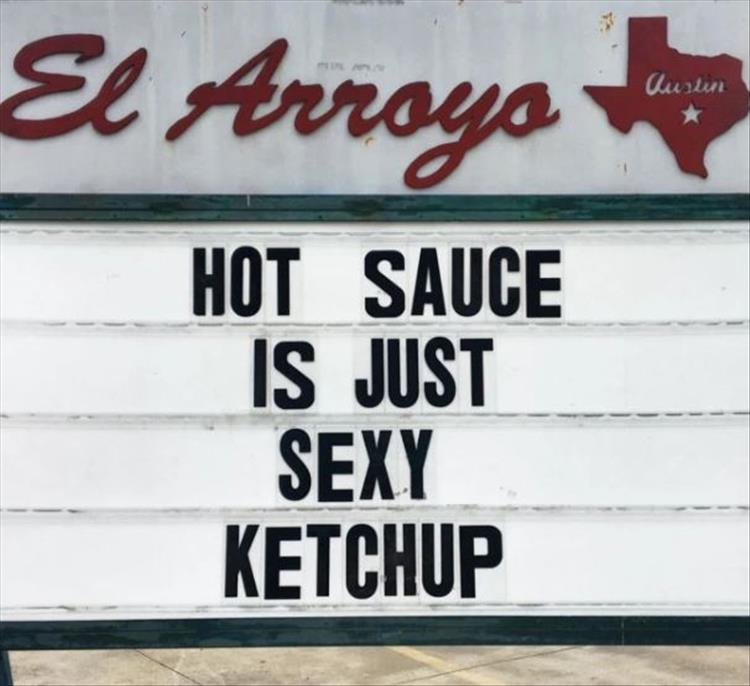 El Arroyo
Austin
HOT SAUCE
IS JUST
SEXY
KETCHUP